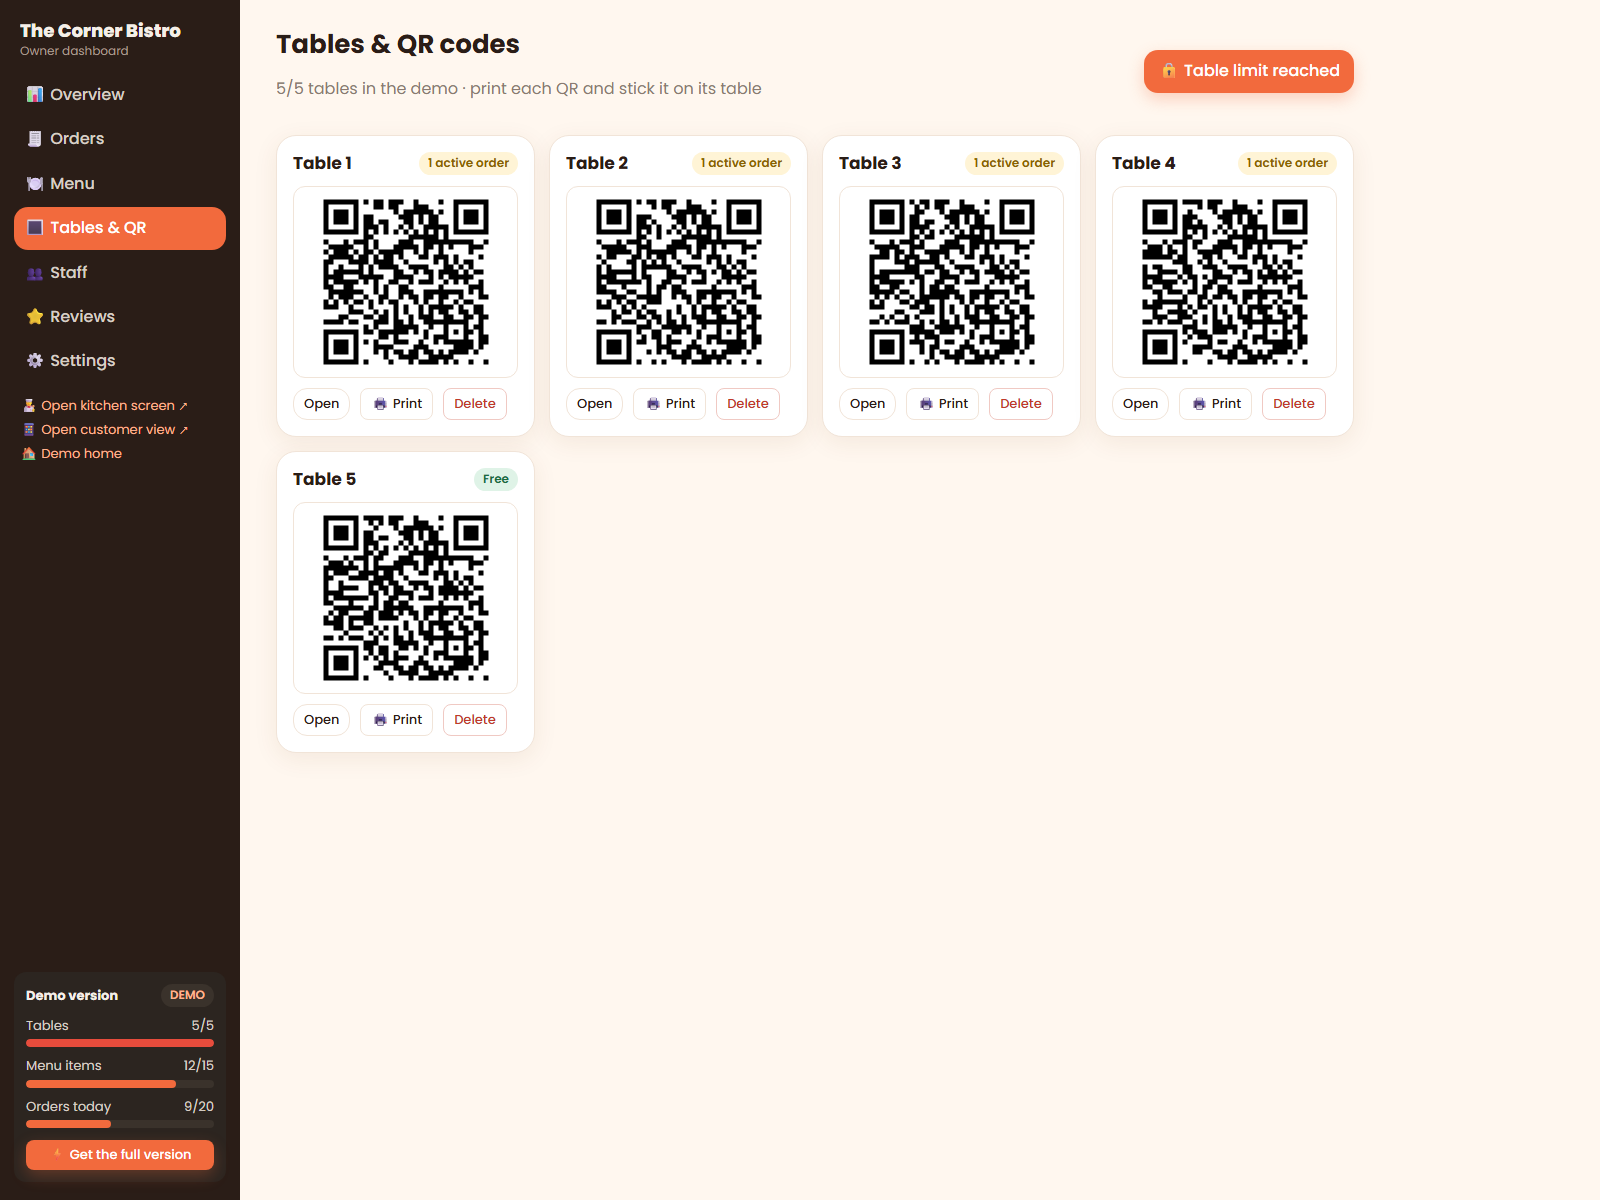 The Corner Bistro
Owner dashboard
Overview
Orders
Menu
Tables & QR
Staff
Reviews
Settings
Open kitchen screen ↗
Open customer view ↗
Demo home
Demo version DEMO
Tables 5/5
Menu items 12/15
Orders today 9/20
Get the full version
Tables & QR codes
5/5 tables in the demo · print each QR and stick it on its table
Table limit reached
Table 1 1 active order
Open Print Delete
Table 2 1 active order
Open Print Delete
Table 3 1 active order
Open Print Delete
Table 4 1 active order
Open Print Delete
Table 5 Free
Open Print Delete